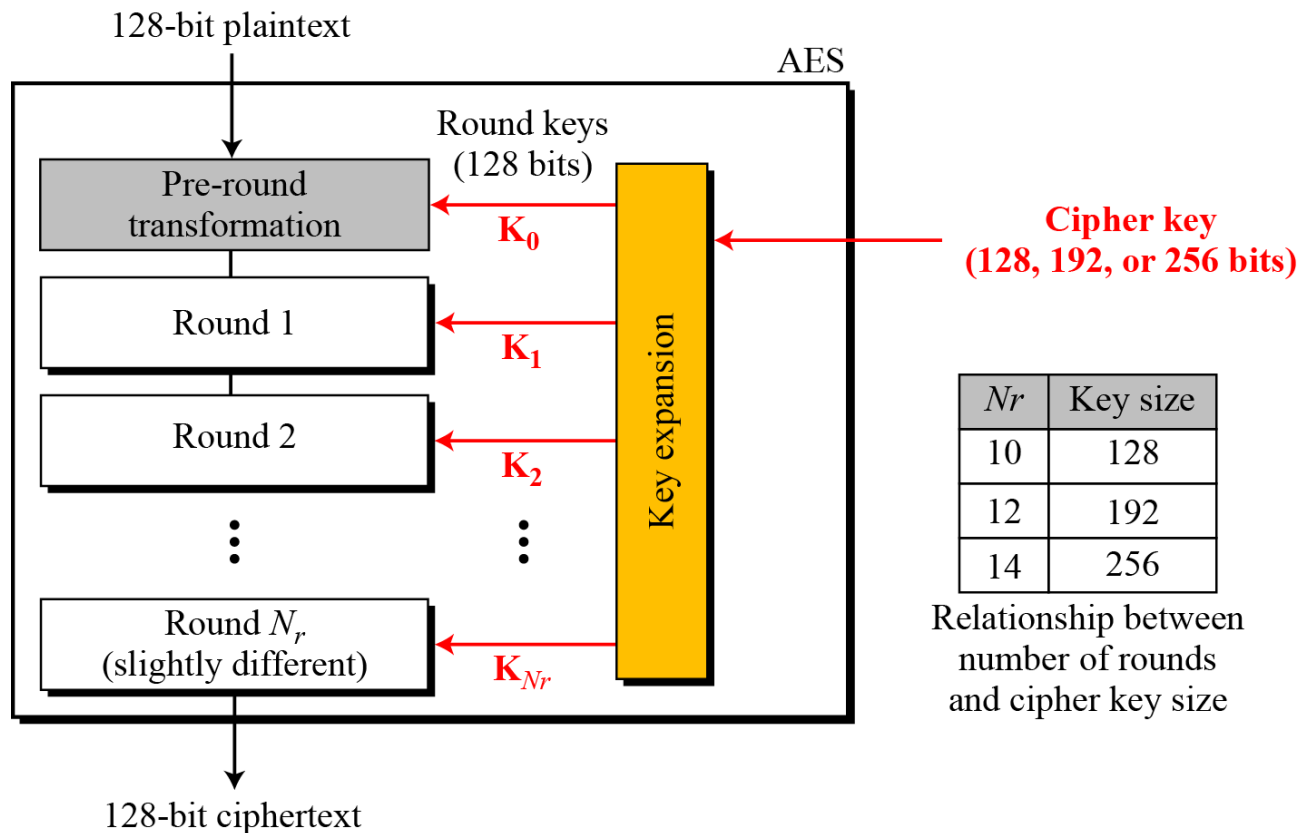 128-bit plaintext
AES
Round keys
(128 bits)
Pre-round
transformation
K0
Cipher key
(128, 192, or 256 bits)
Round 1
K1
Key expansion
Round 2
K2
Nr Key size
10 128
12 192
14 256
Relationship between
number of rounds
and cipher key size
Round Nr
(slightly different)
KNr
128-bit ciphertext